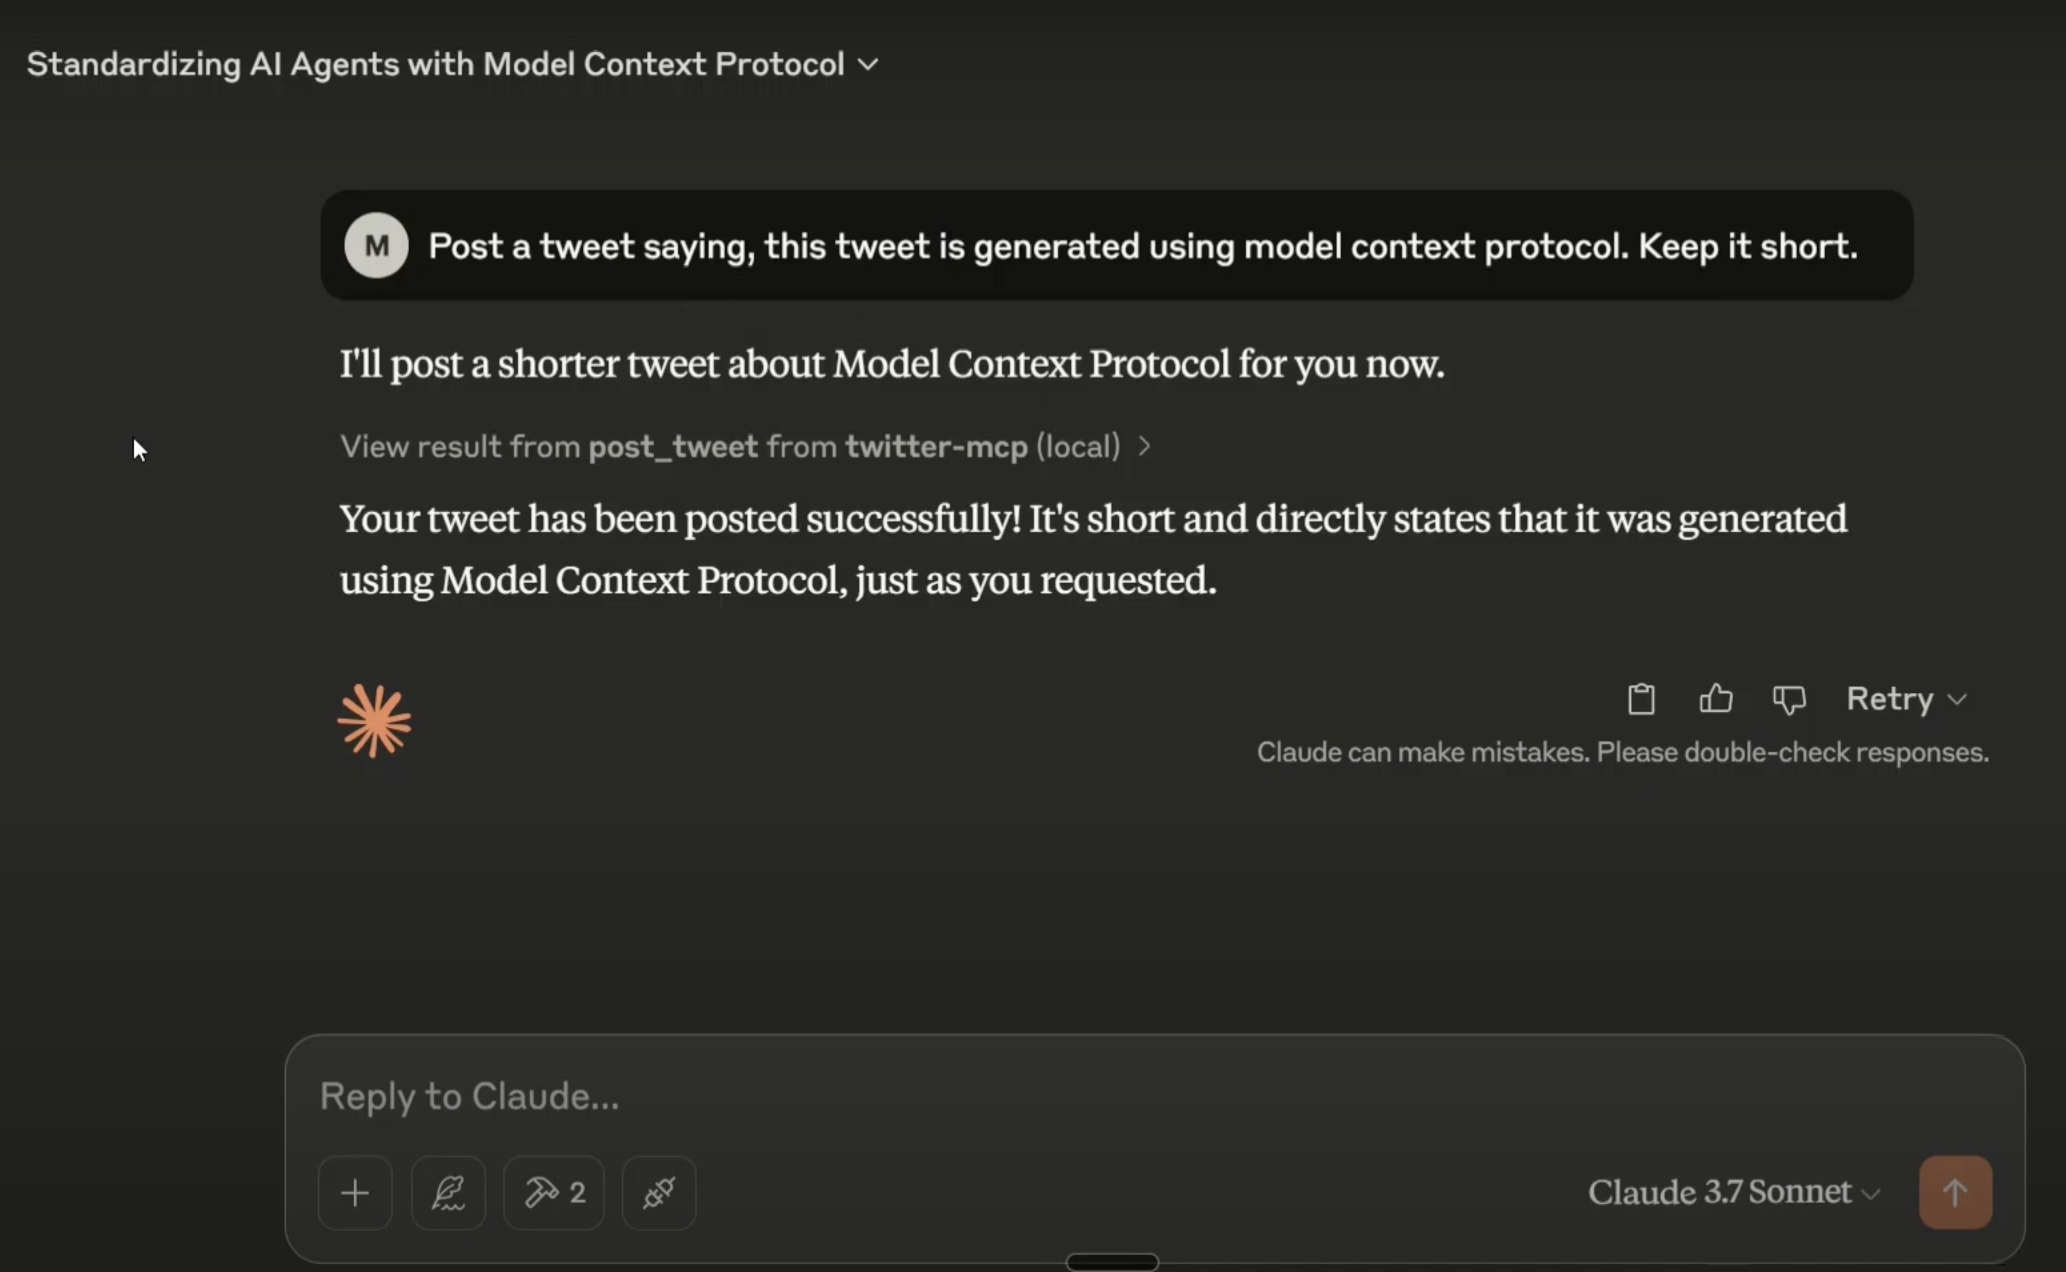 Standardizing AI Agents with Model Context Protocol
M
Post a tweet saying, this tweet is generated using model context protocol. Keep it short.
I'll post a shorter tweet about Model Context Protocol for you now.
View result from post_tweet from twitter-mcp (local)
Your tweet has been posted successfully! It's short and directly states that it was generated
using Model Context Protocol, just as you requested.
Retry
Claude can make mistakes. Please double-check responses.
Reply to Claude...
2
Claude 3.7 Sonnet